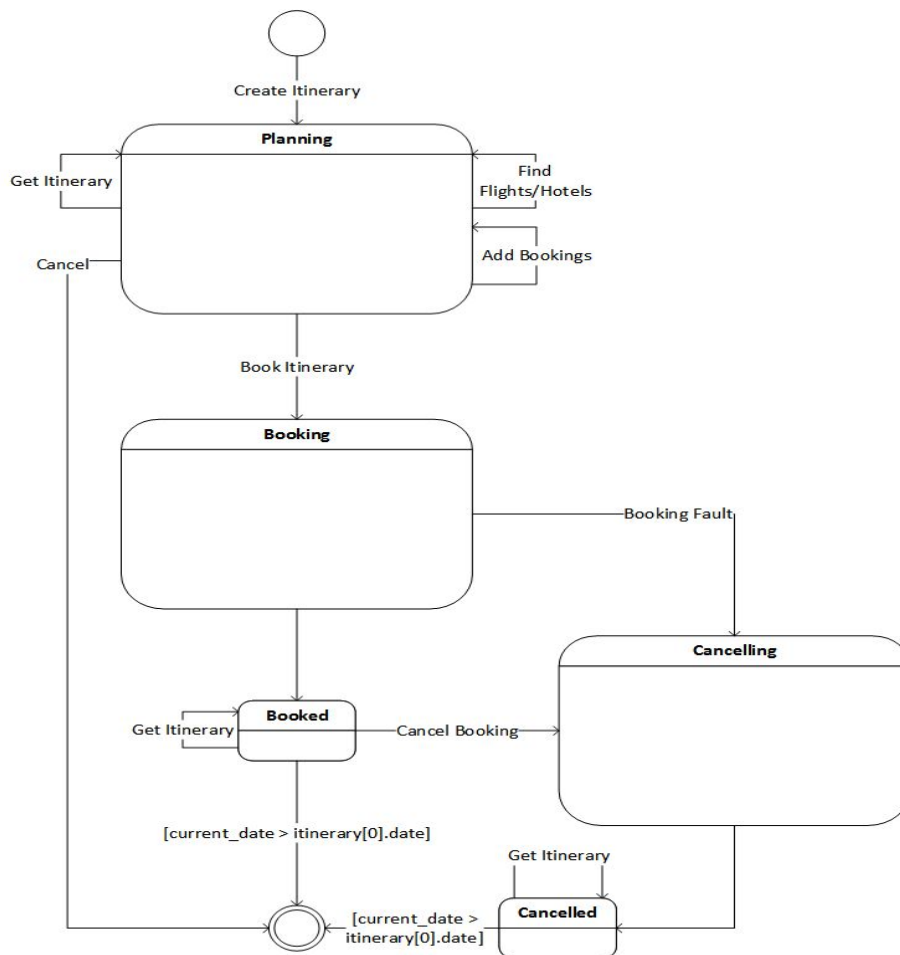 Create Itinerary
Planning
Get Itinerary
Find
Flights/Hotels
Add Bookings
Cancel
Book Itinerary
Booking
Booking Fault
Cancelling
Booked
Get Itinerary
Cancel Booking
[current_date > itinerary[0].date]
Get Itinerary
Cancelled
[current_date >
itinerary[0].date]